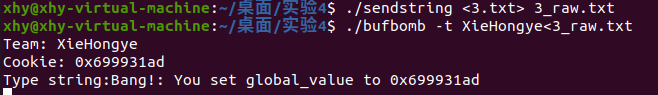 xhy@xhy-virtual-machine:~/桌面/实验4$ ./sendstring <3.txt> 3_raw.txt
xhy@xhy-virtual-machine:~/桌面/实验4$ ./bufbomb -t XieHongye<3_raw.txt
Team: XieHongye
Cookie: 0x699931ad
Type string:Bang!: You set global_value to 0x699931ad